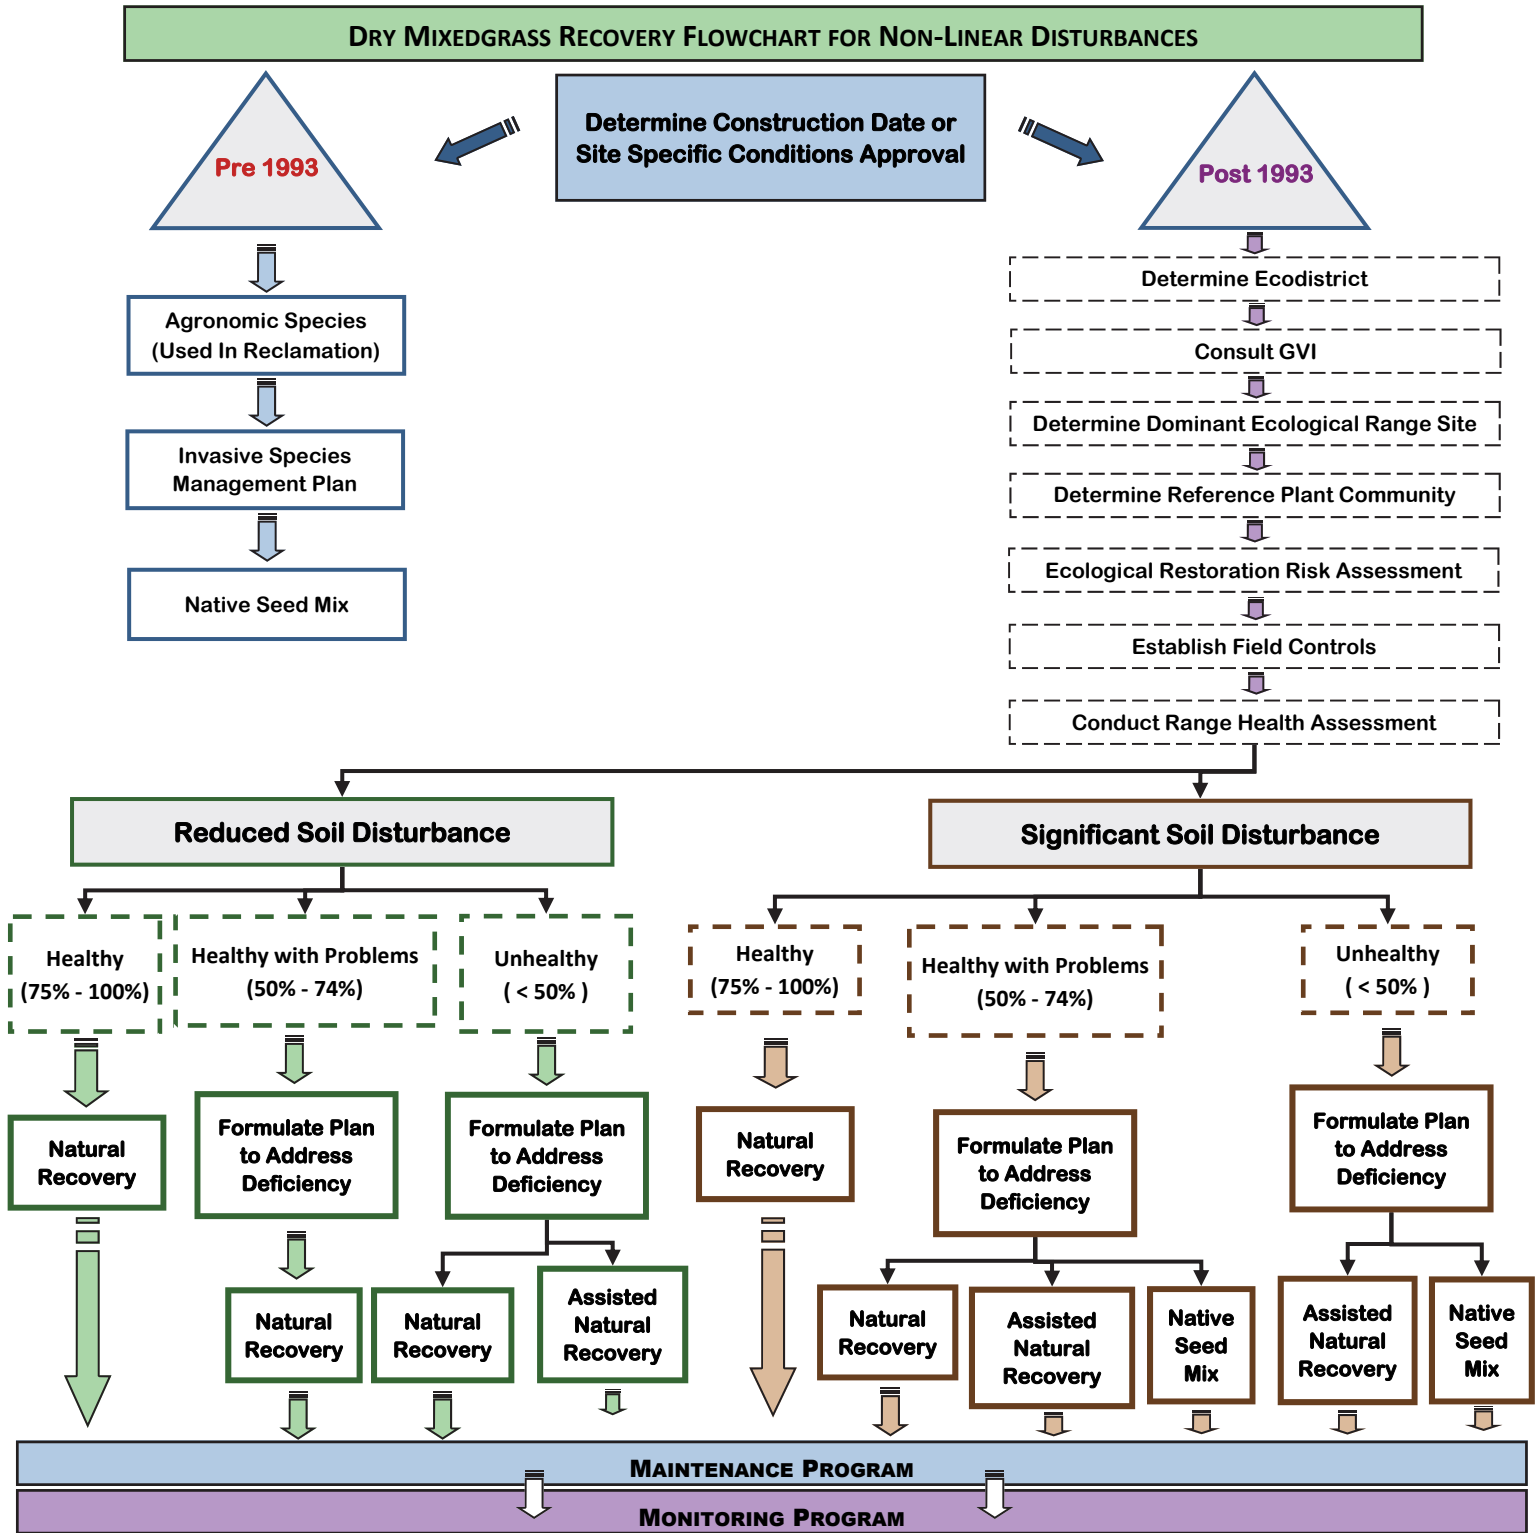 DRY MIXEDGRASS RECOVERY FLOWCHART FOR NON-LINEAR DISTURBANCES
Determine Construction Date or
Site Specific Conditions Approval
Pre 1993
Post 1993
Agronomic Species
(Used In Reclamation)
Invasive Species
Management Plan
Native Seed Mix
Determine Ecodistrict
Consult GVI
Determine Dominant Ecological Range Site
Determine Reference Plant Community
Ecological Restoration Risk Assessment
Establish Field Controls
Conduct Range Health Assessment
Reduced Soil Disturbance
Significant Soil Disturbance
Healthy
(75% - 100%)
Healthy with Problems
(50% - 74%)
Unhealthy
( < 50% )
Healthy
(75% - 100%)
Healthy with Problems
(50% - 74%)
Unhealthy
( < 50% )
Natural
Recovery
Formulate Plan
to Address
Deficiency
Formulate Plan
to Address
Deficiency
Natural
Recovery
Formulate Plan
to Address
Deficiency
Formulate Plan
to Address
Deficiency
Natural
Recovery
Natural
Recovery
Assisted
Natural
Recovery
Natural
Recovery
Assisted
Natural
Recovery
Native
Seed
Mix
Assisted
Natural
Recovery
Native
Seed
Mix
MAINTENANCE PROGRAM
MONITORING PROGRAM